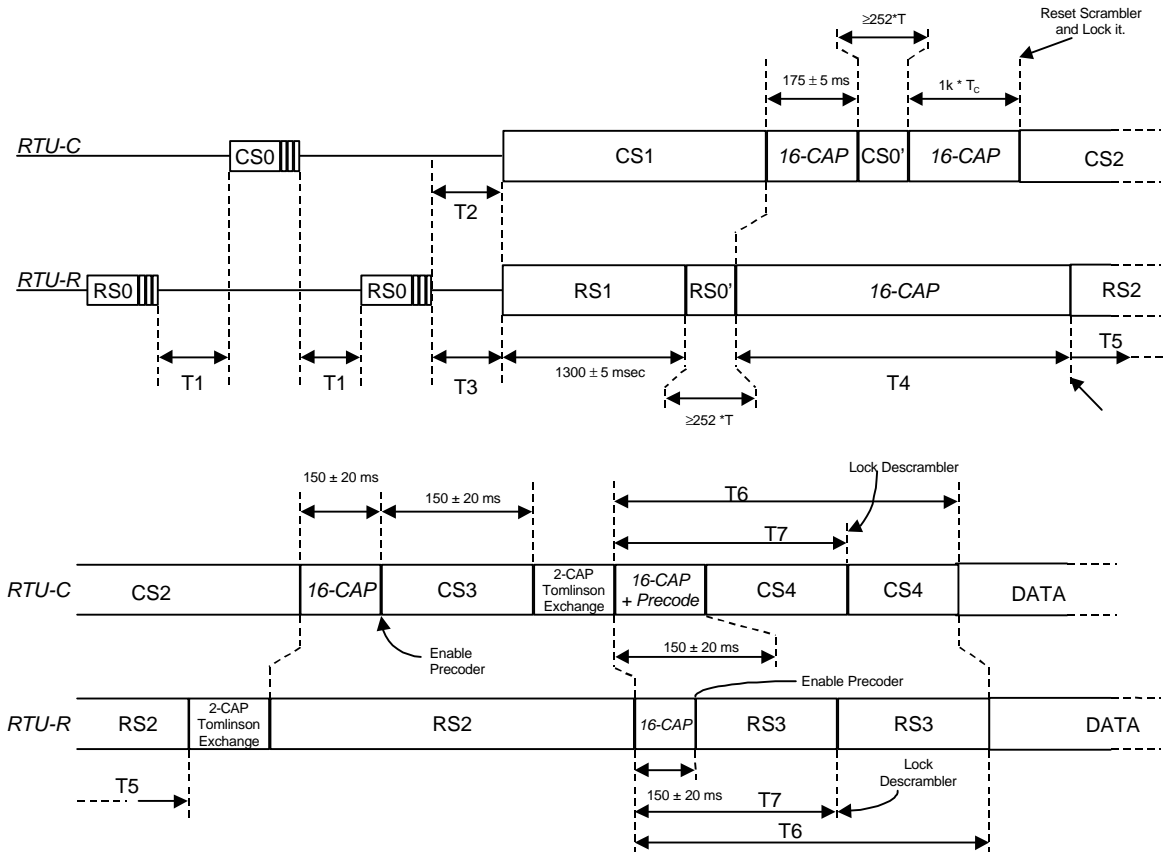 ≥252*T
Reset Scrambler
and Lock it.
175 ± 5 ms
1k * Tc
RTU-C
CS0
CS1
16-CAP
CS0'
16-CAP
CS2
T2
RTU-R
RS0
RS0
RS1
RS0'
16-CAP
RS2
T1
T1
T3
1300 ± 5 msec
T4
T5
≥252 *T
150 ± 20 ms
150 ± 20 ms
Lock Descrambler
T6
T7
RTU-C
CS2
16-CAP
CS3
2-CAP
Tomlinson
Exchange
16-CAP
+ Precode
CS4
CS4
DATA
Enable
Precoder
150 ± 20 ms
Enable Precoder
RTU-R
RS2
2-CAP
Tomlinson
Exchange
RS2
16-CAP
RS3
RS3
DATA
T5
150 ± 20 ms
T7
Lock
Descrambler
T6